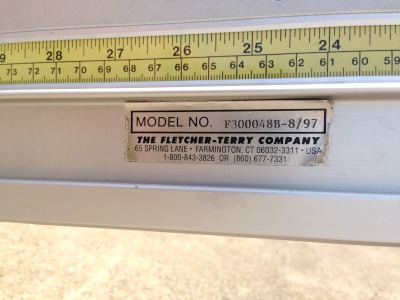 28 27 26 25 24
73 72 71 70 69 68 67 66 65 64 63 62 61 60 59
MODEL NO. F300048B-8/97
THE FLETCHER-TERRY COMPANY
65 SPRING LANE · FARMINGTON, CT 06032-3311 · USA
1-800-843-3826 OR (860) 677-7331